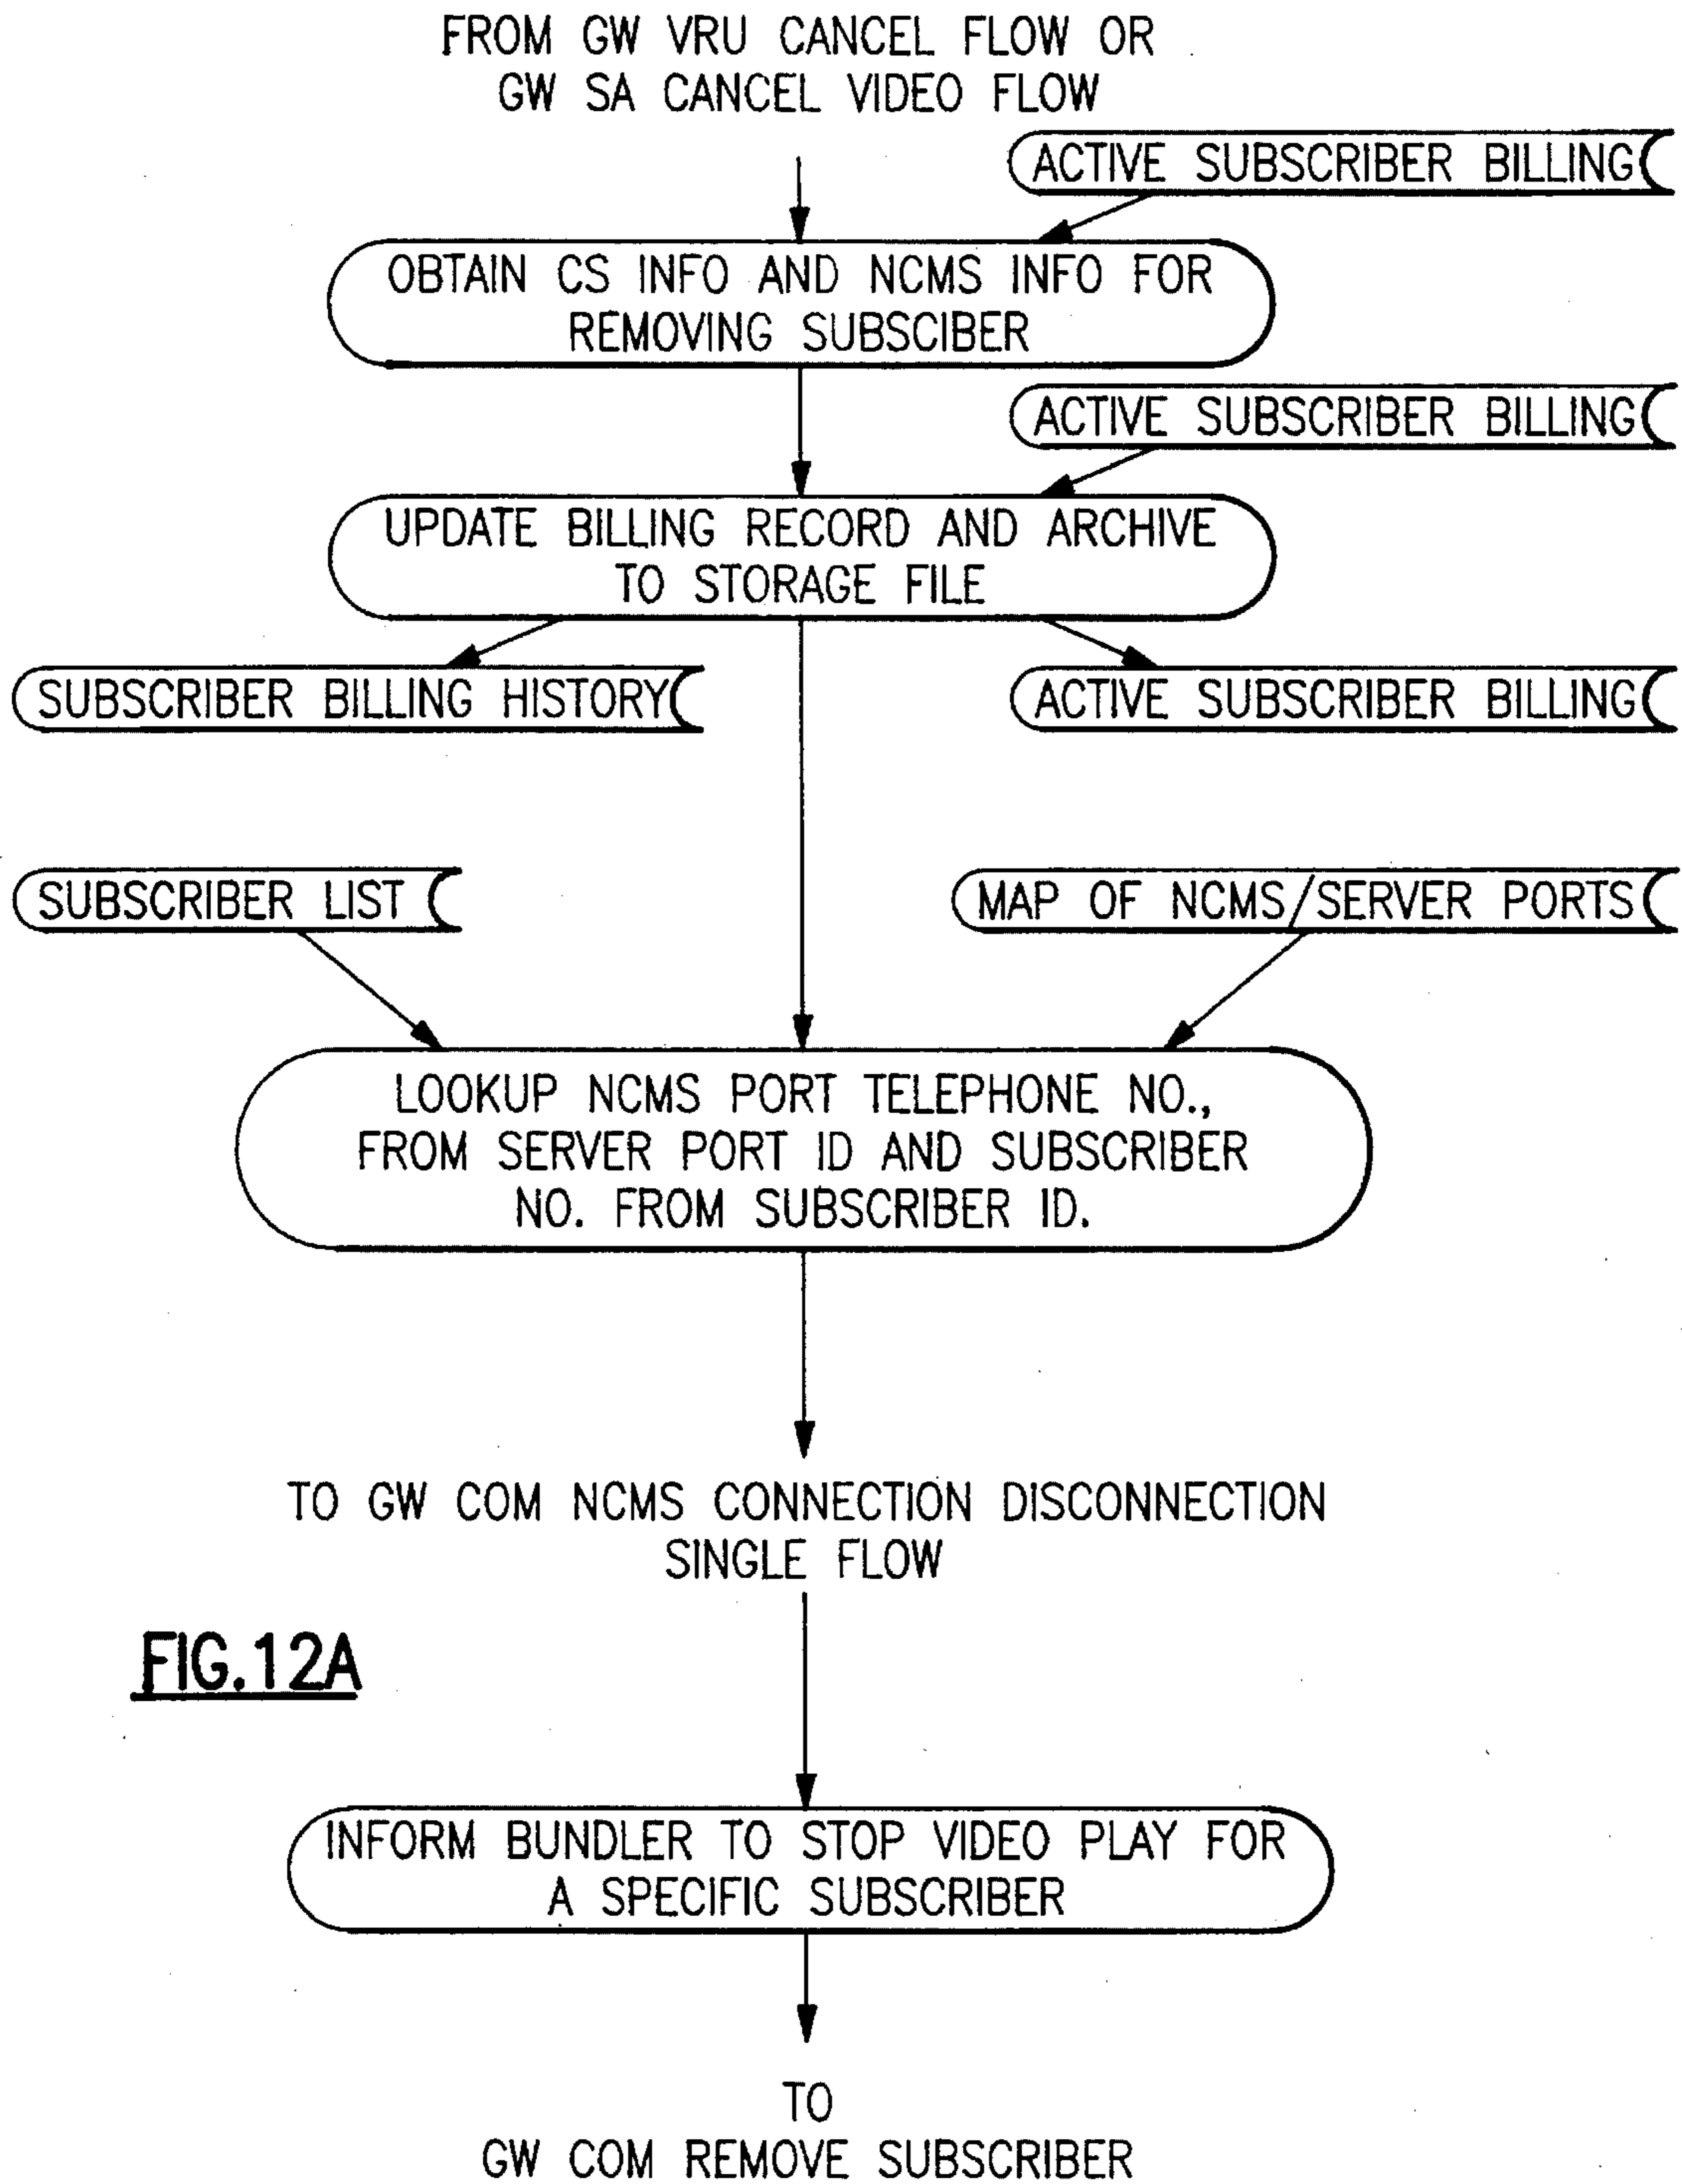 FROM GW VRU CANCEL FLOW OR
GW SA CANCEL VIDEO FLOW
ACTIVE SUBSCRIBER BILLING
OBTAIN CS INFO AND NCMS INFO FOR
REMOVING SUBSCIBER
ACTIVE SUBSCRIBER BILLING
UPDATE BILLING RECORD AND ARCHIVE
TO STORAGE FILE
SUBSCRIBER BILLING HISTORY
ACTIVE SUBSCRIBER BILLING
SUBSCRIBER LIST
MAP OF NCMS/SERVER PORTS
LOOKUP NCMS PORT TELEPHONE NO.,
FROM SERVER PORT ID AND SUBSCRIBER
NO. FROM SUBSCRIBER ID.
TO GW COM NCMS CONNECTION DISCONNECTION
SINGLE FLOW
FIG.12A
INFORM BUNDLER TO STOP VIDEO PLAY FOR
A SPECIFIC SUBSCRIBER
TO
GW COM REMOVE SUBSCRIBER